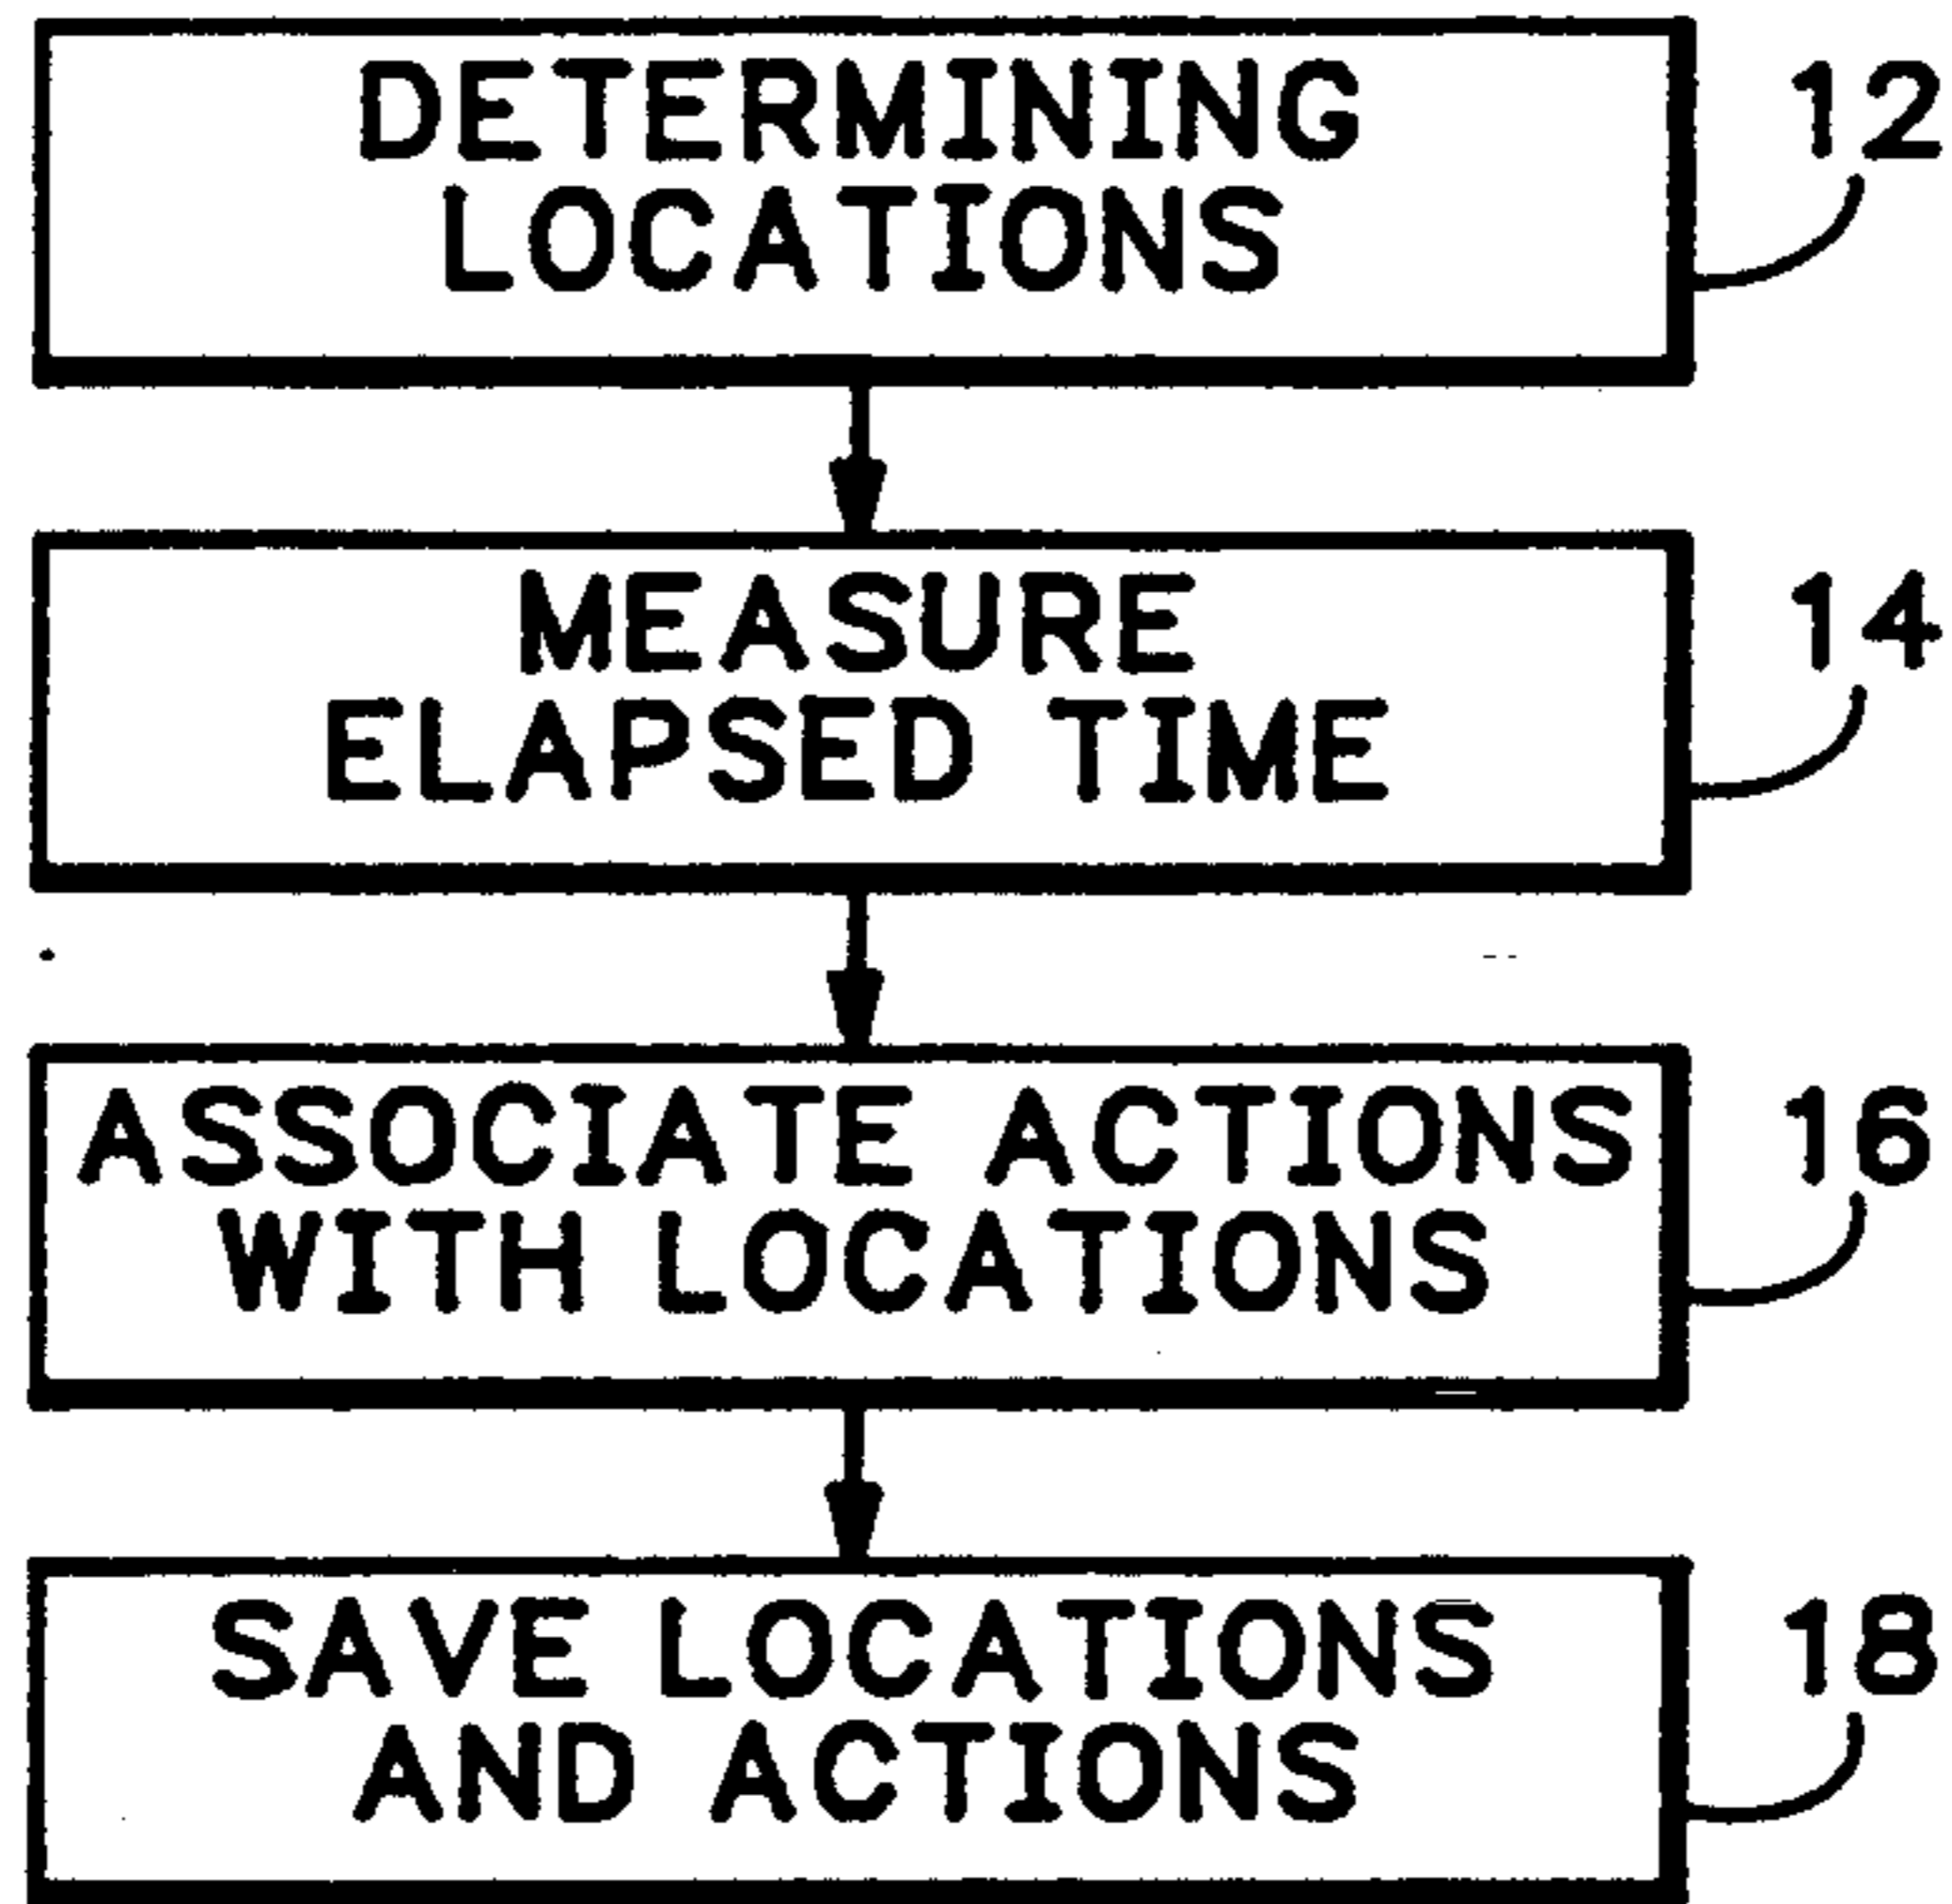 DETERMINING
LOCATIONS
12
MEASURE
ELAPSED TIME
14
ASSOCIATE ACTIONS
WITH LOCATIONS
16
SAVE LOCATIONS
AND ACTIONS
18